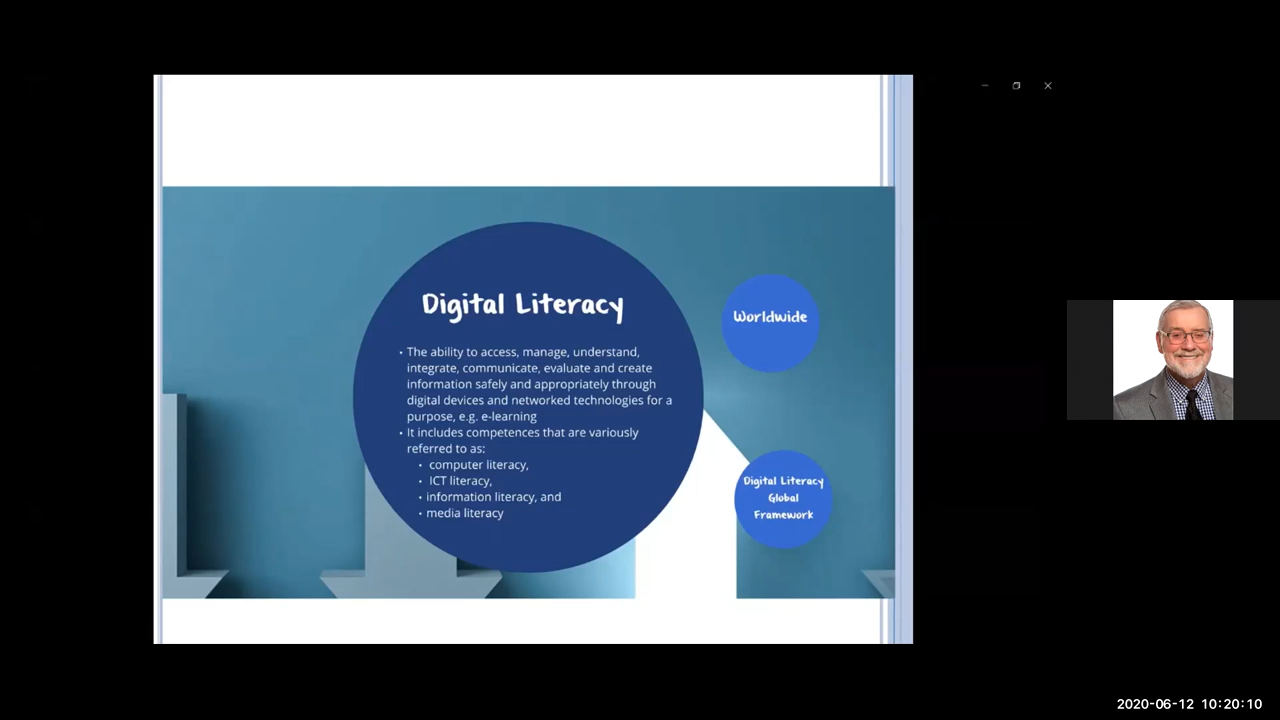 Digital Literacy
• The ability to access, manage, understand,
integrate, communicate, evaluate and create
information safely and appropriately through
digital devices and networked technologies for a
purpose, e.g. e-learning
• It includes competences that are variously
referred to as:
• computer literacy,
• ICT literacy,
• information literacy, and
• media literacy
Worldwide
Digital Literacy
Global
Framework
2020-06-12 10:20:10